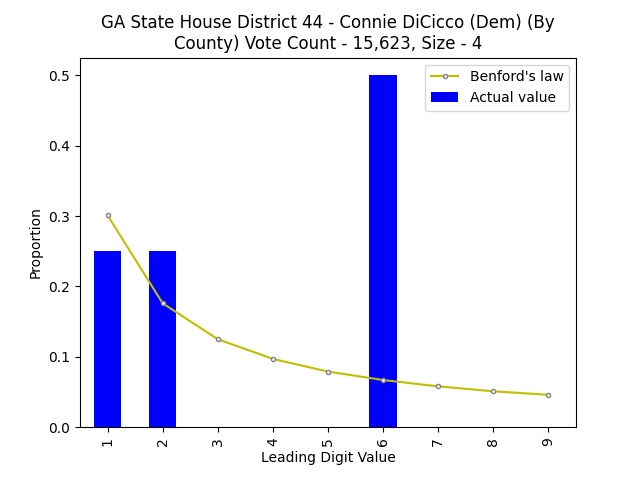 GA State House District 44 - Connie DiCicco (Dem) (By
County) Vote Count - 15,623, Size - 4
Benford's law
Actual value
0.5
0.4
0.3
0.2
0.1
0.0
Proportion
1 2 3 4 5 6 7 8 9
Leading Digit Value